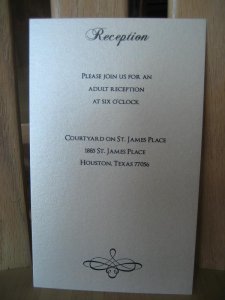 Reception
Please join us for an
adult reception
at six o'clock
Courtyard on St. James Place
1885 St. James Place
Houston, Texas 77056